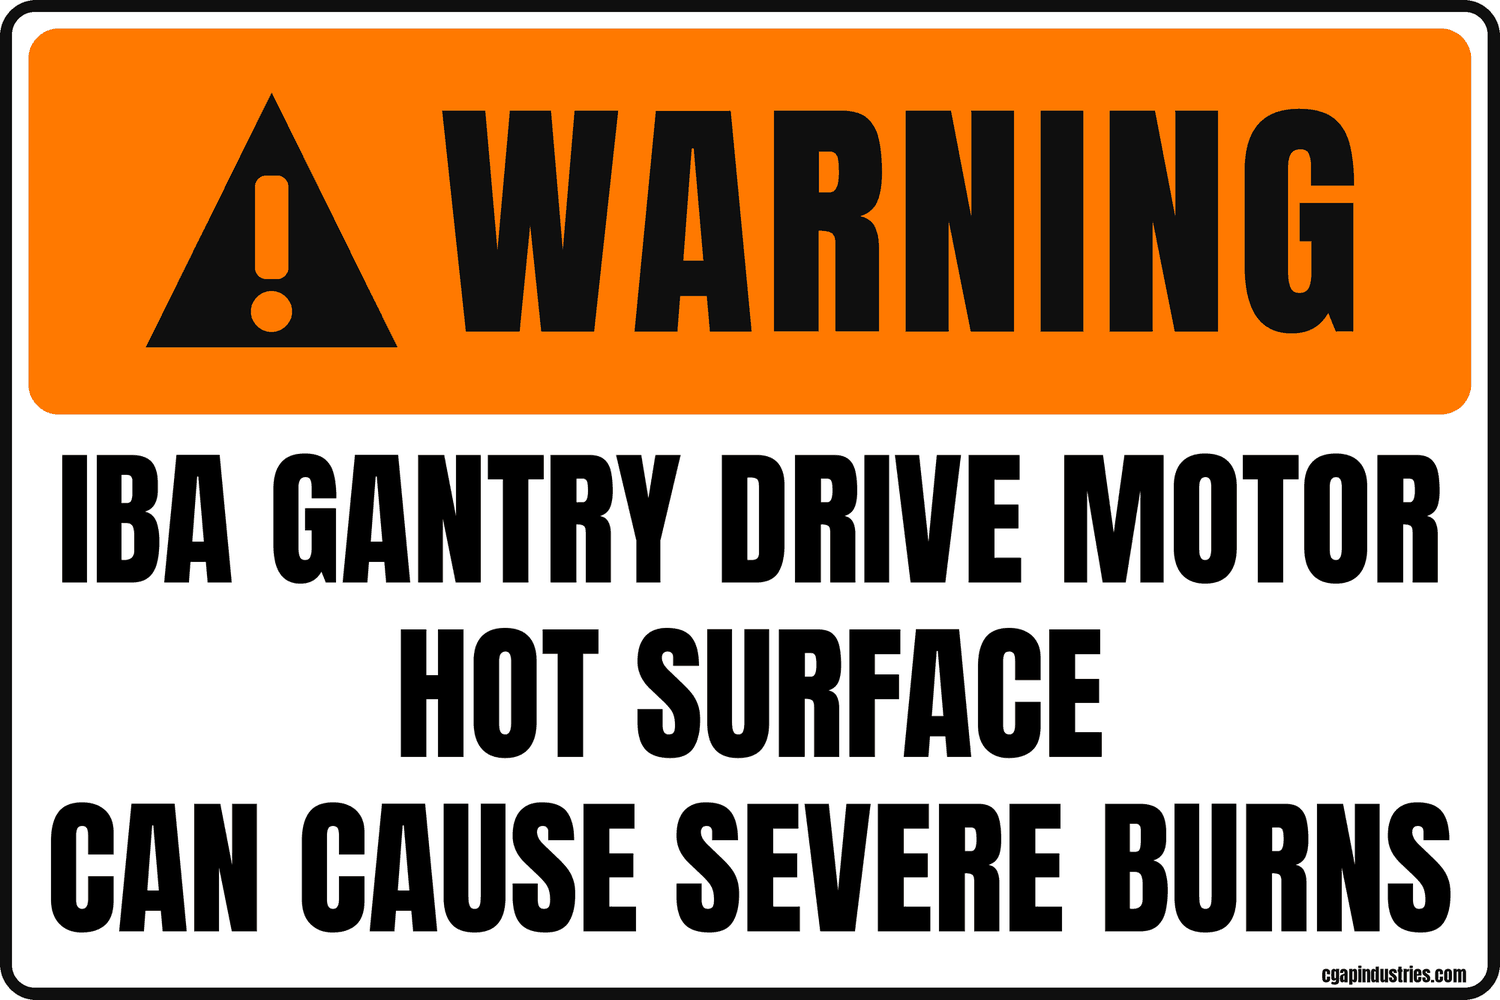 WARNING
IBA GANTRY DRIVE MOTOR
HOT SURFACE
CAN CAUSE SEVERE BURNS
cgapindustries.com